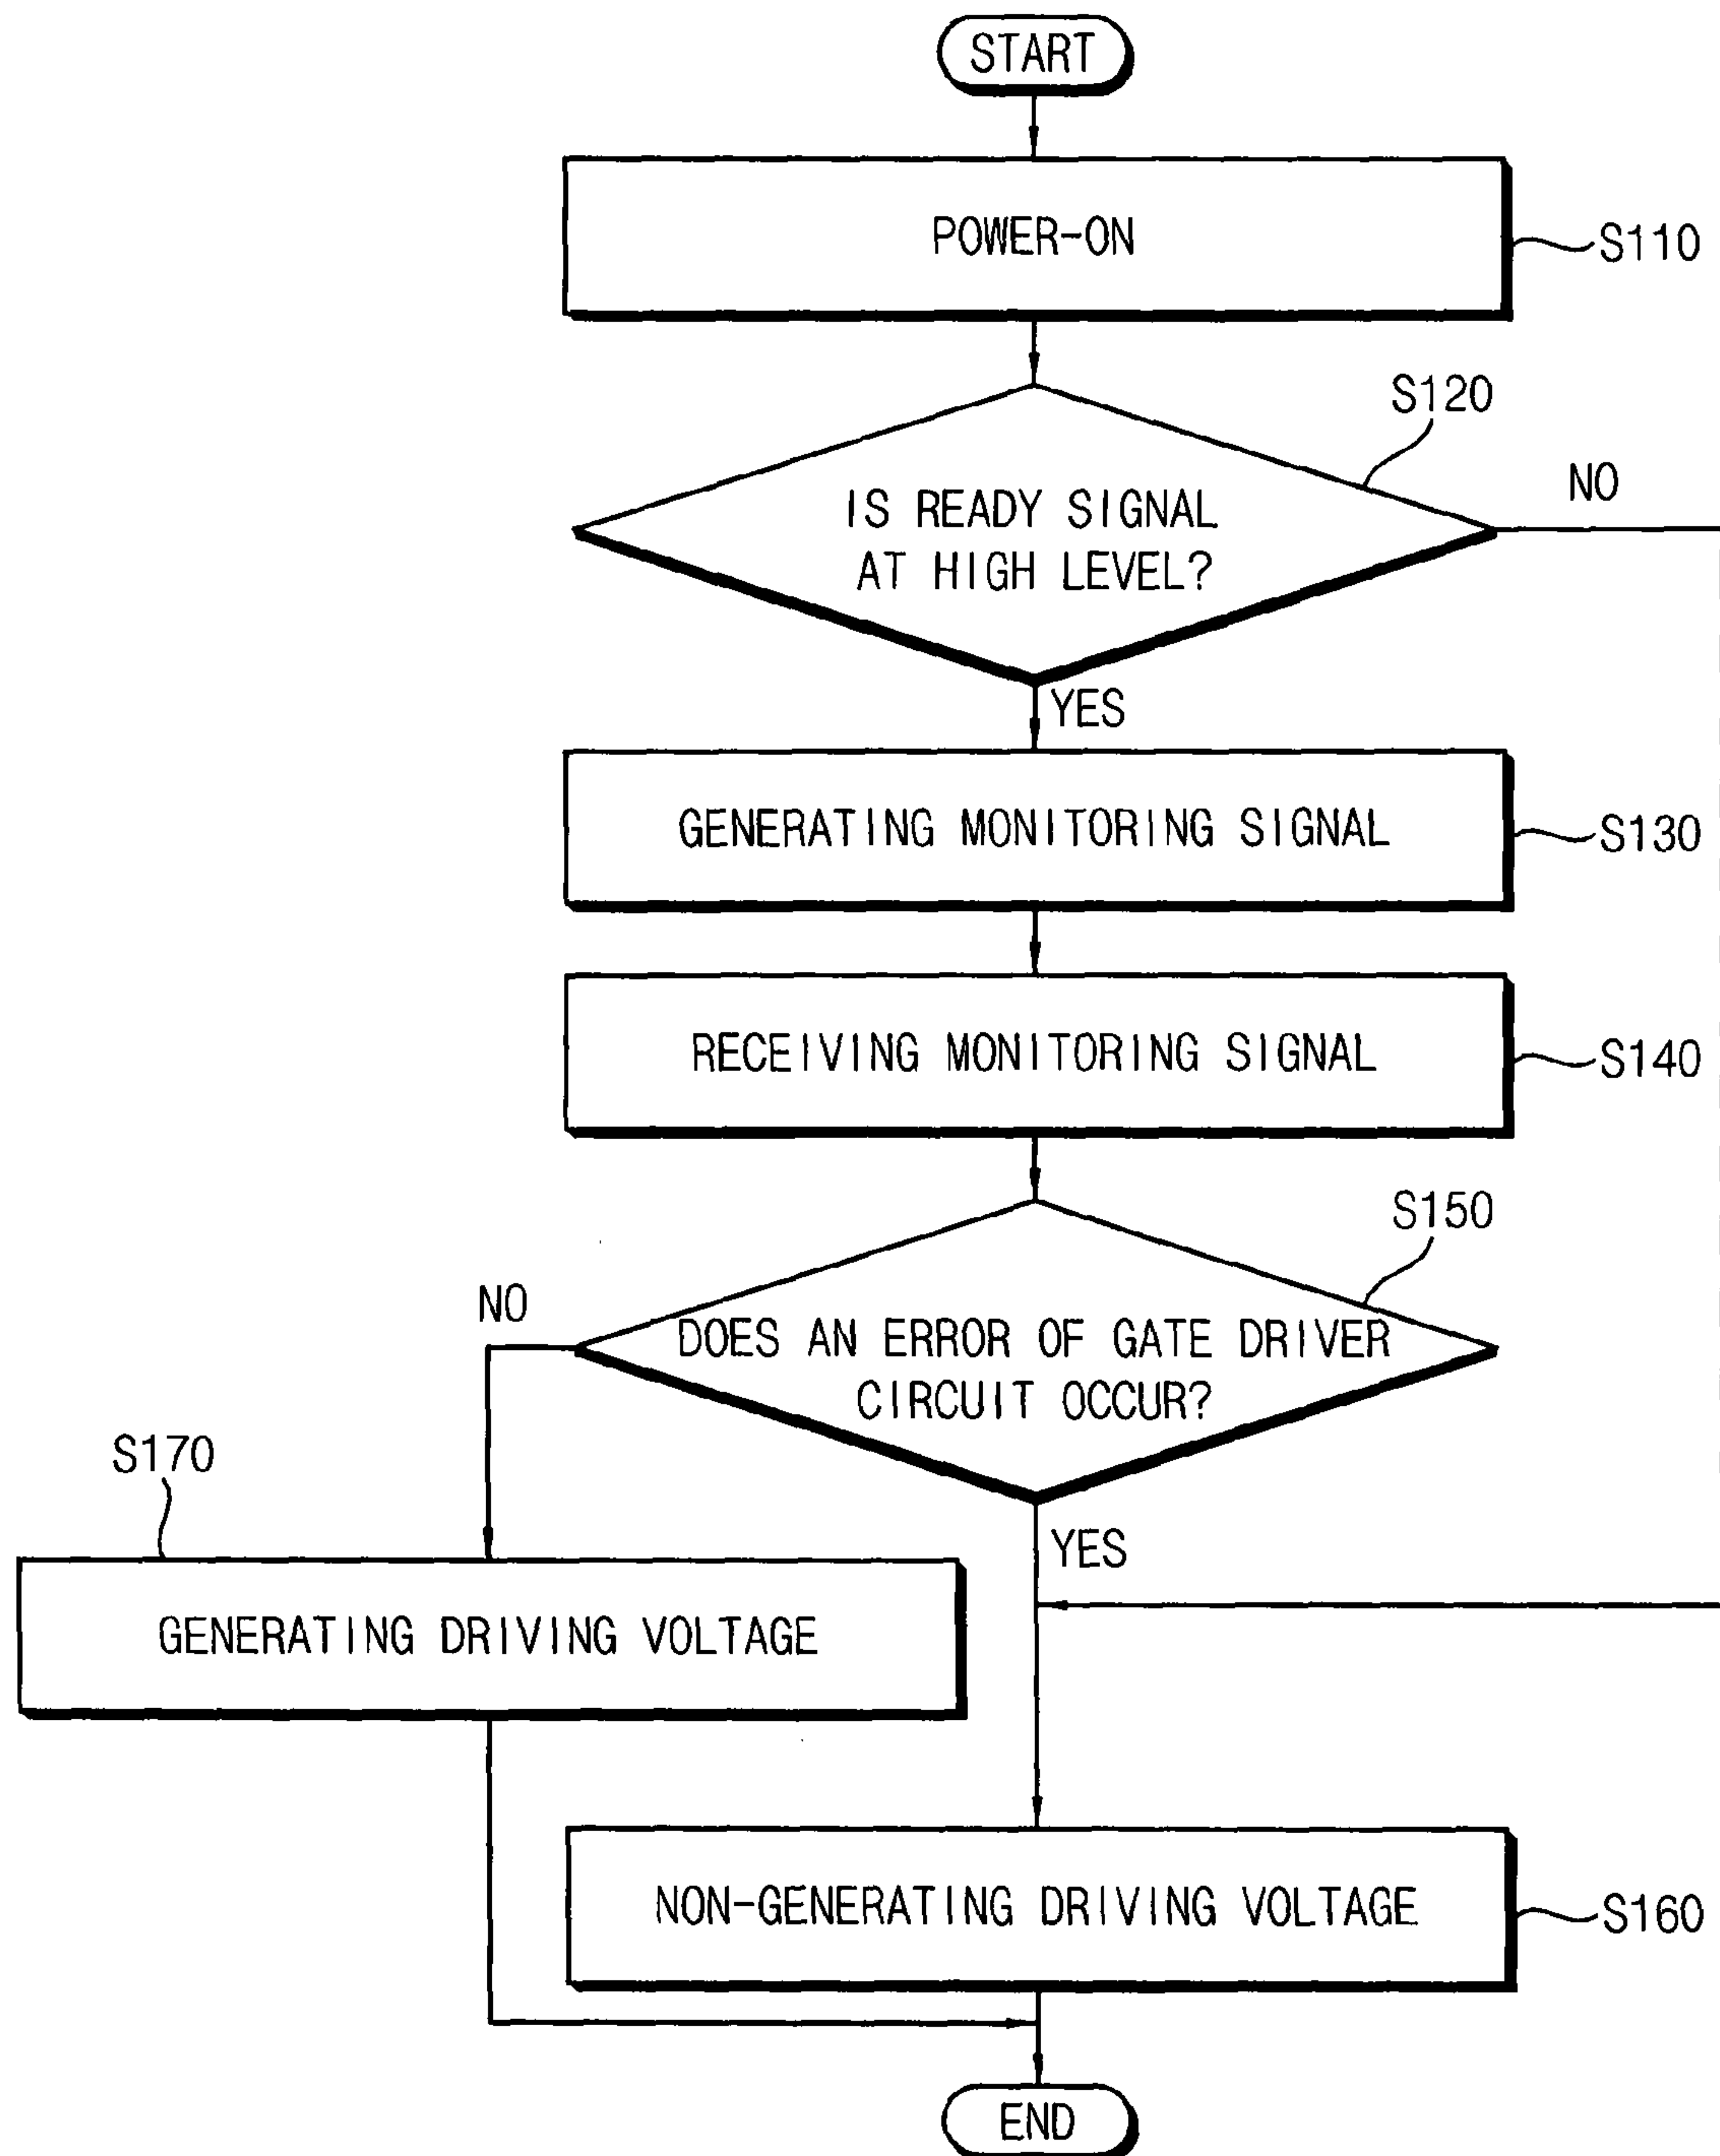 START
POWER-ON
S110
S120
IS READY SIGNAL
AT HIGH LEVEL?
NO
YES
GENERATING MONITORING SIGNAL
S130
RECEIVING MONITORING SIGNAL
S140
S150
NO
DOES AN ERROR OF GATE DRIVER
CIRCUIT OCCUR?
YES
S170
GENERATING DRIVING VOLTAGE
NON-GENERATING DRIVING VOLTAGE
S160
END